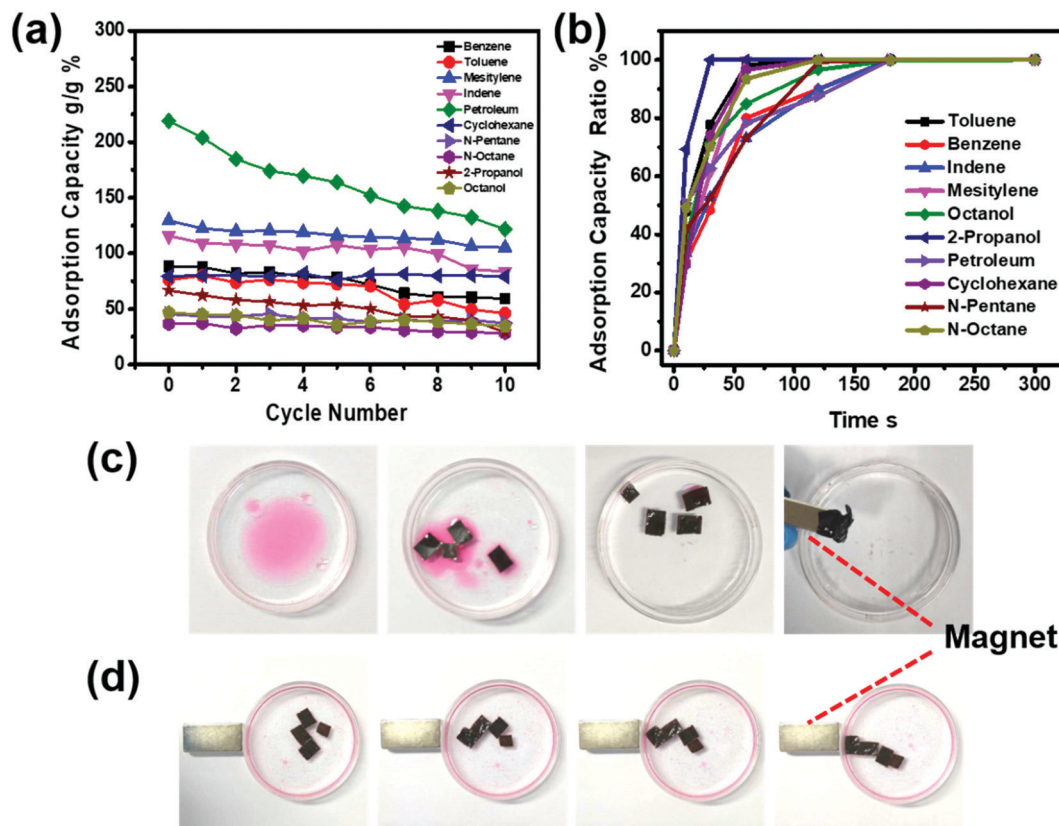 (a)
Adsorption Capacity g/g %
300
250
200
150
100
50
0
Benzene
Toluene
Mesitylene
Indene
Petroleum
Cyclohexane
N-Pentane
N-Octane
2-Propanol
Octanol
0 2 4 6 8 10
Cycle Number
(b)
Adsorption Capacity Ratio %
100
80
60
40
20
0
Toluene
Benzene
Indene
Mesitylene
Octanol
2-Propanol
Petroleum
Cyclohexane
N-Pentane
N-Octane
0 50 100 150 200 250 300
Time s
(c)
Magnet
(d)